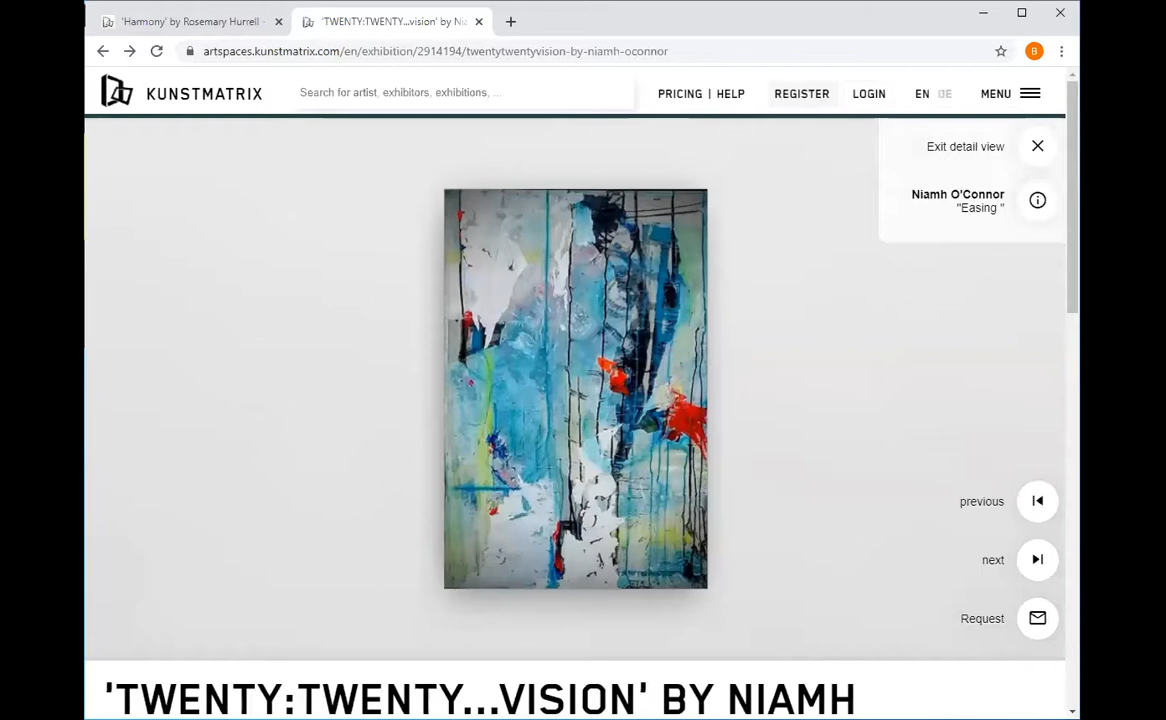 'Harmony' by Rosemary Hurrell -
'TWENTY:TWENTY...vision' by Nia
artspaces.kunstmatrix.com/en/exhibition/2914194/twentytwentyvision-by-niamh-oconnor
B
KUNSTMATRIX
Search for artist, exhibitors, exhibitions, ...
PRICING | HELP
REGISTER
LOGIN
EN DE
MENU
Exit detail view
Niamh O'Connor
"Easing "
previous
next
Request
'TWENTY:TWENTY...VISION' BY NIAMH